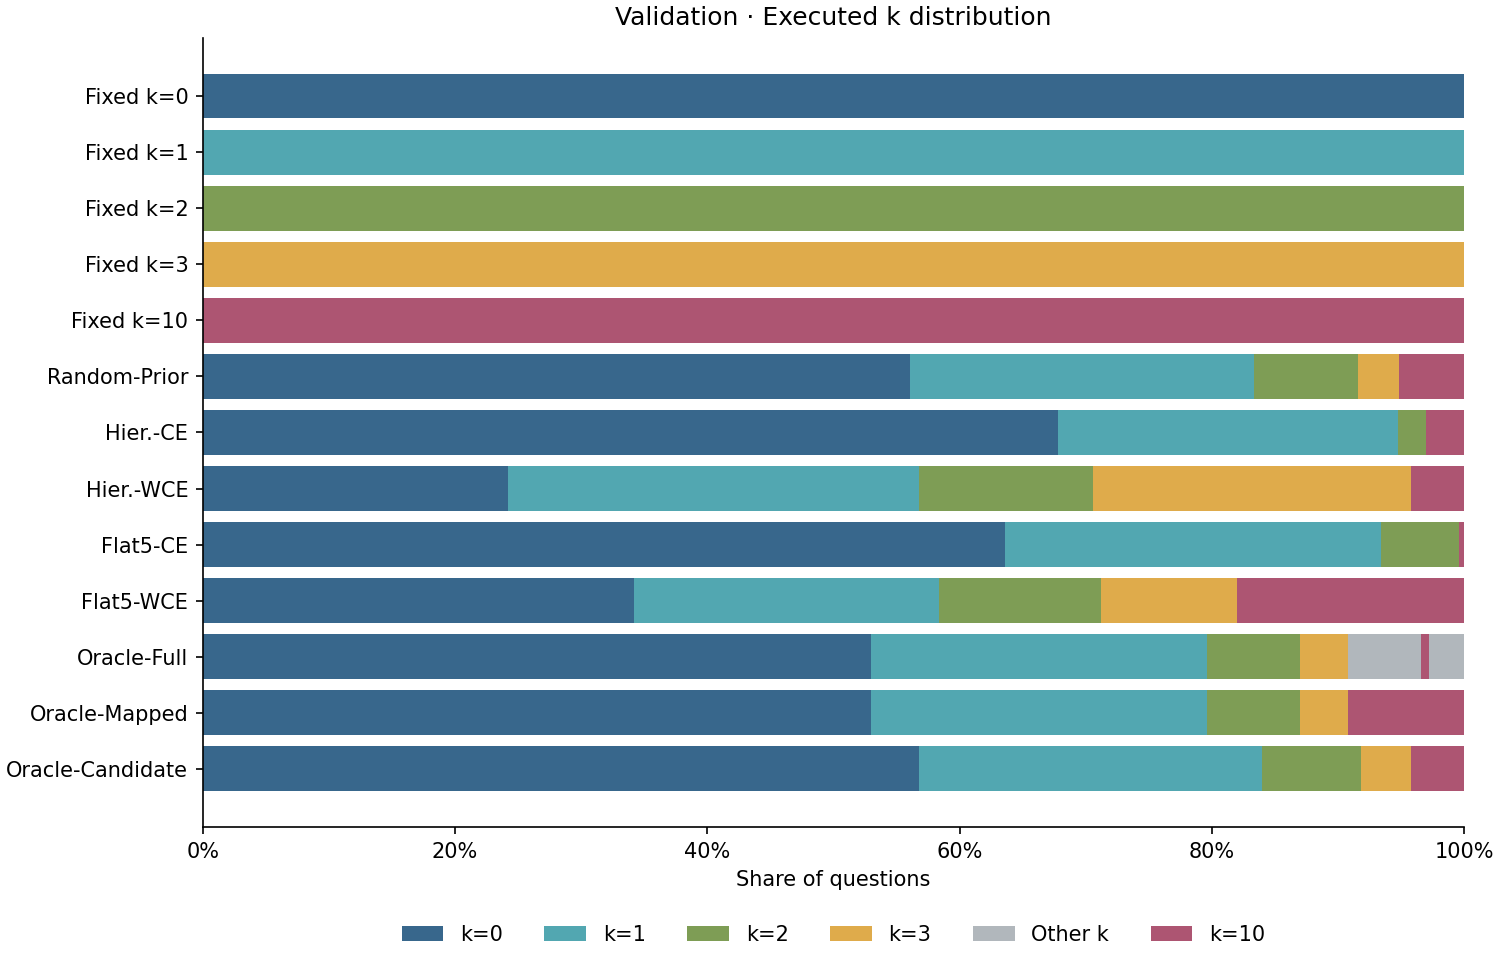 Validation · Executed k distribution
Fixed k=0
Fixed k=1
Fixed k=2
Fixed k=3
Fixed k=10
Random-Prior
Hier.-CE
Hier.-WCE
Flat5-CE
Flat5-WCE
Oracle-Full
Oracle-Mapped
Oracle-Candidate
0% 20% 40% 60% 80% 100%
Share of questions
k=0 k=1 k=2 k=3 Other k k=10